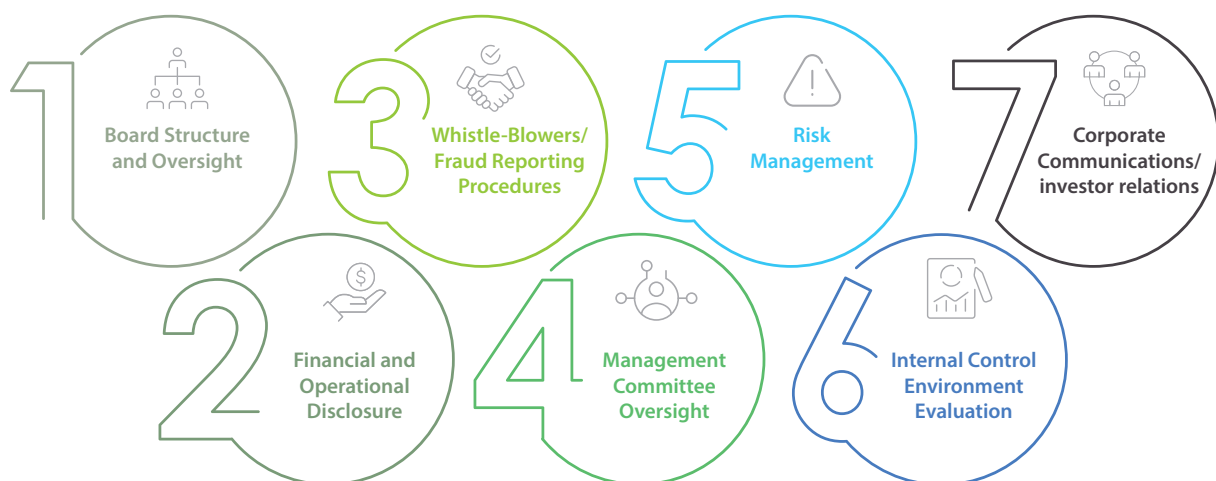 1
Board Structure
and Oversight
2
Financial and
Operational
Disclosure
3
Whistle-Blowers/
Fraud Reporting
Procedures
4
Management
Committee
Oversight
5
Risk
Management
6
Internal Control
Environment
Evaluation
7
Corporate
Communications/
investor relations
$